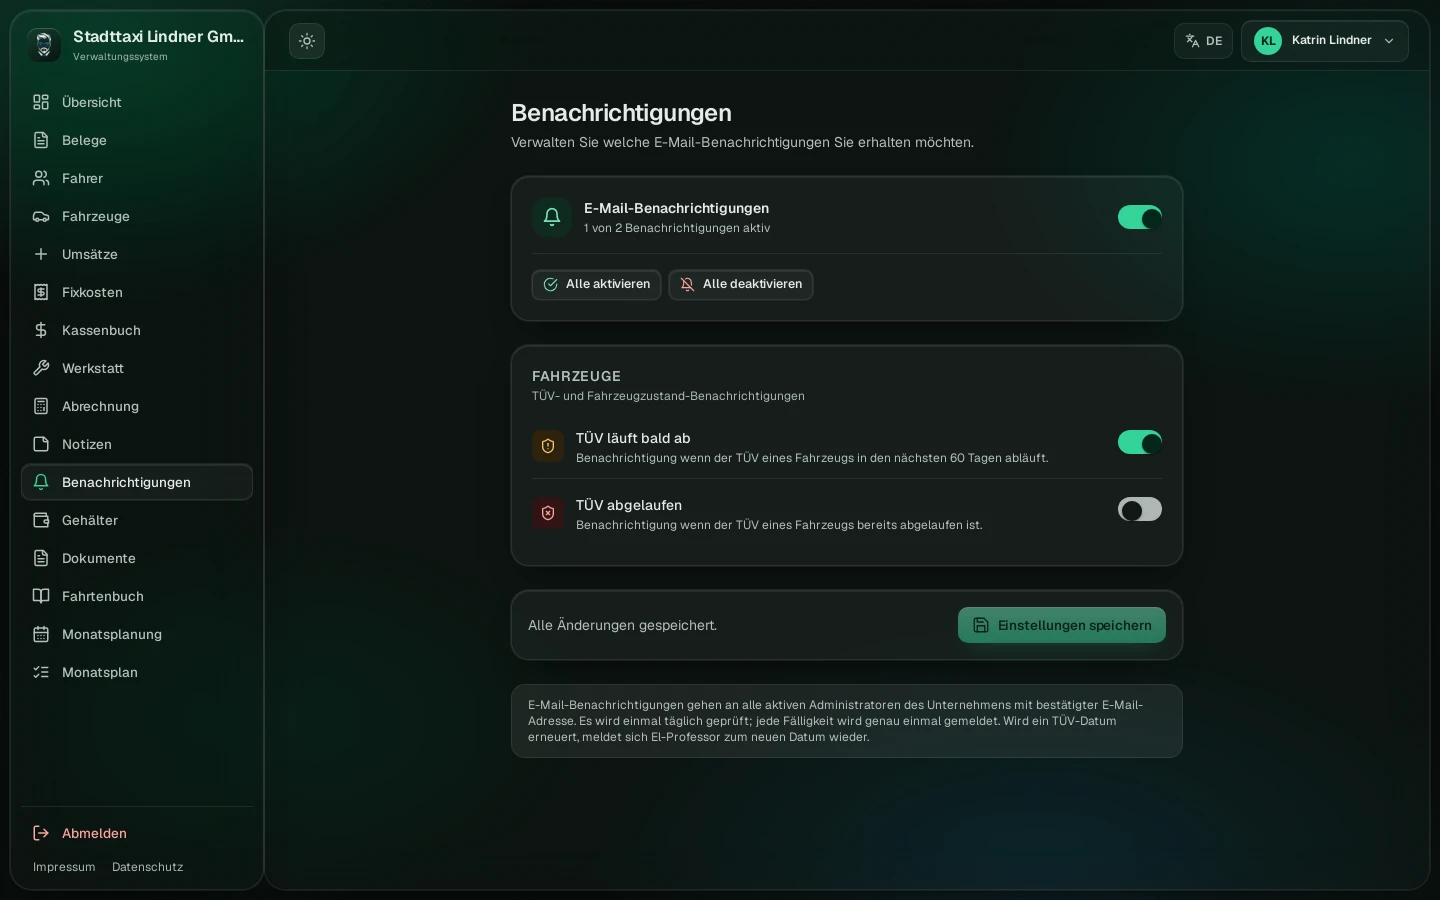 Stadttaxi Lindner Gm...
Verwaltungssystem
Übersicht
Belege
Fahrer
Fahrzeuge
Umsätze
Fixkosten
Kassenbuch
Werkstatt
Abrechnung
Notizen
Benachrichtigungen
Gehälter
Dokumente
Fahrtenbuch
Monatsplanung
Monatsplan
Abmelden
Impressum Datenschutz
DE
KL Katrin Lindner
Benachrichtigungen
Verwalten Sie welche E-Mail-Benachrichtigungen Sie erhalten möchten.
E-Mail-Benachrichtigungen
1 von 2 Benachrichtigungen aktiv
Alle aktivieren Alle deaktivieren
FAHRZEUGE
TÜV- und Fahrzeugzustand-Benachrichtigungen
TÜV läuft bald ab
Benachrichtigung wenn der TÜV eines Fahrzeugs in den nächsten 60 Tagen abläuft.
TÜV abgelaufen
Benachrichtigung wenn der TÜV eines Fahrzeugs bereits abgelaufen ist.
Alle Änderungen gespeichert. Einstellungen speichern
E-Mail-Benachrichtigungen gehen an alle aktiven Administratoren des Unternehmens mit bestätigter E-Mail-
Adresse. Es wird einmal täglich geprüft; jede Fälligkeit wird genau einmal gemeldet. Wird ein TÜV-Datum
erneuert, meldet sich El-Professor zum neuen Datum wieder.